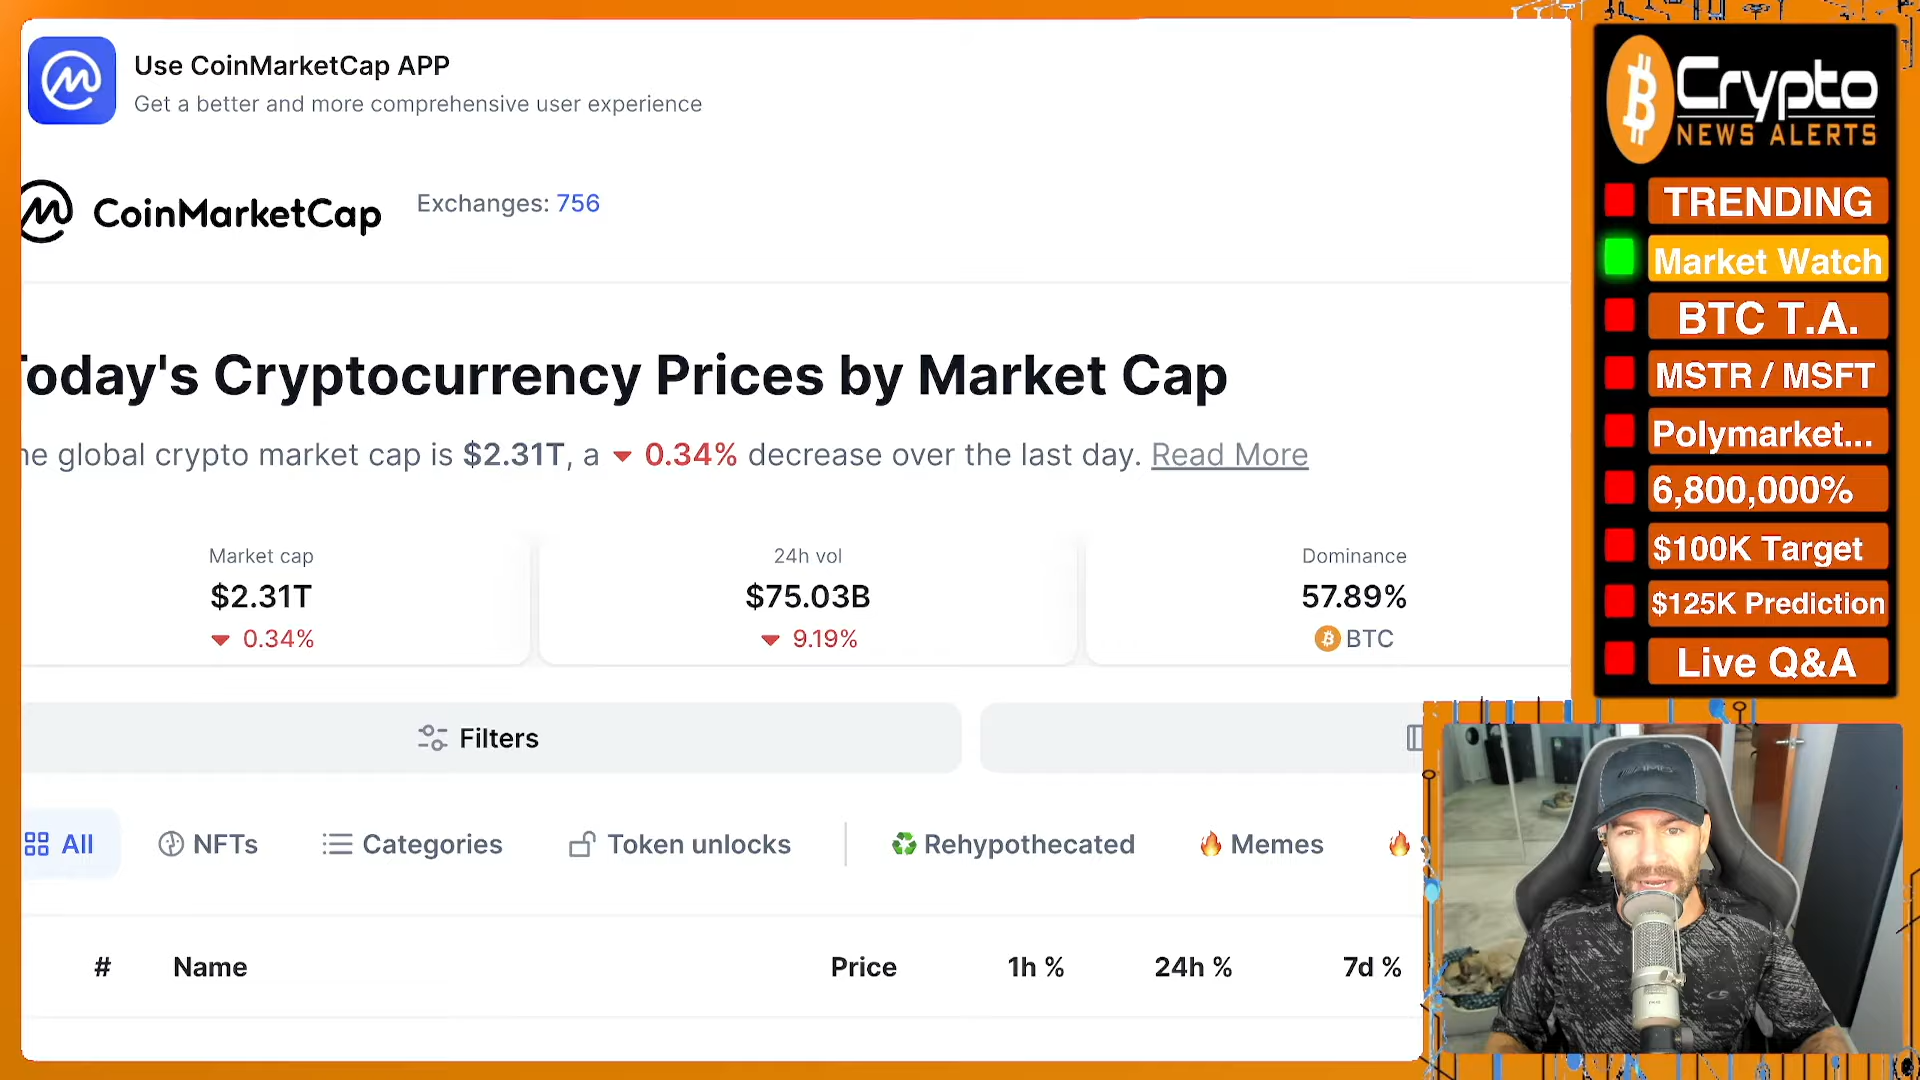 Use CoinMarketCap APP
Get a better and more comprehensive user experience
CoinMarketCap
Exchanges: 756
Today's Cryptocurrency Prices by Market Cap
he global crypto market cap is $2.31T, a 0.34% decrease over the last day. Read More
Market cap
$2.31T
0.34%
24h vol
$75.03B
9.19%
Dominance
57.89%
BTC
Filters
All
NFTs
Categories
Token unlocks
Rehypothecated
Memes
# Name Price 1h % 24h % 7d %
Crypto
NEWS ALERTS
TRENDING
Market Watch
BTC T.A.
MSTR / MSFT
Polymarket...
6,800,000%
$100K Target
$125K Prediction
Live Q&A